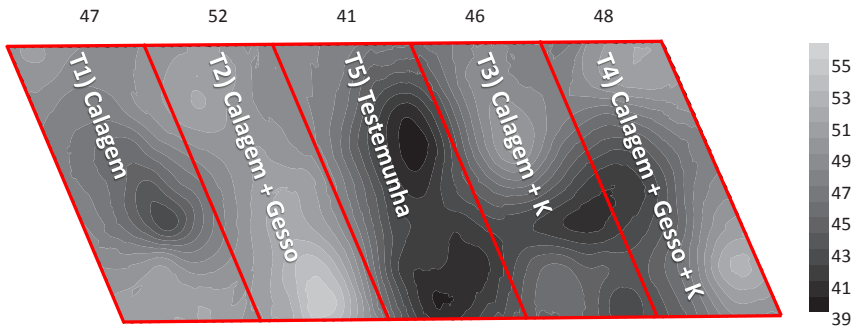 47 52 41 46 48
T1) Calagem
T2) Calagem + Gesso
T5) Testemunha
T3) Calagem + K
T4) Calagem + Gesso + K
55
53
51
49
47
45
43
41
39